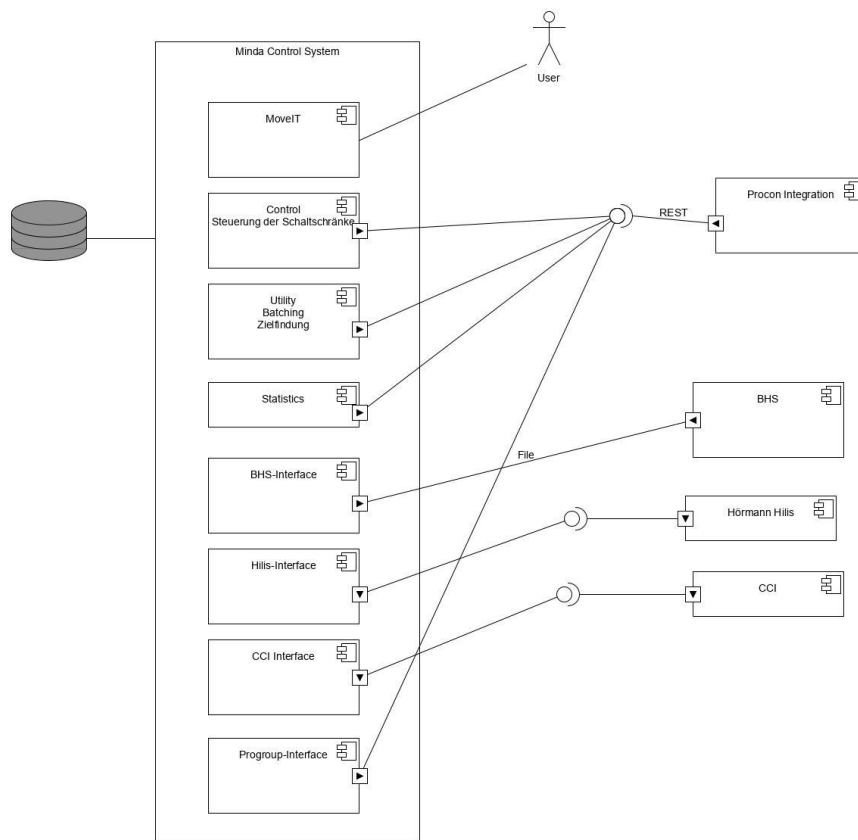 Minda Control System
User
MoveIT
Control
Steuerung der Schaltschränke
REST
Procon Integration
Utility
Batching
Zielfindung
Statistics
BHS
File
BHS-Interface
Hörmann Hilis
Hilis-Interface
CCI
CCI Interface
Progroup-Interface